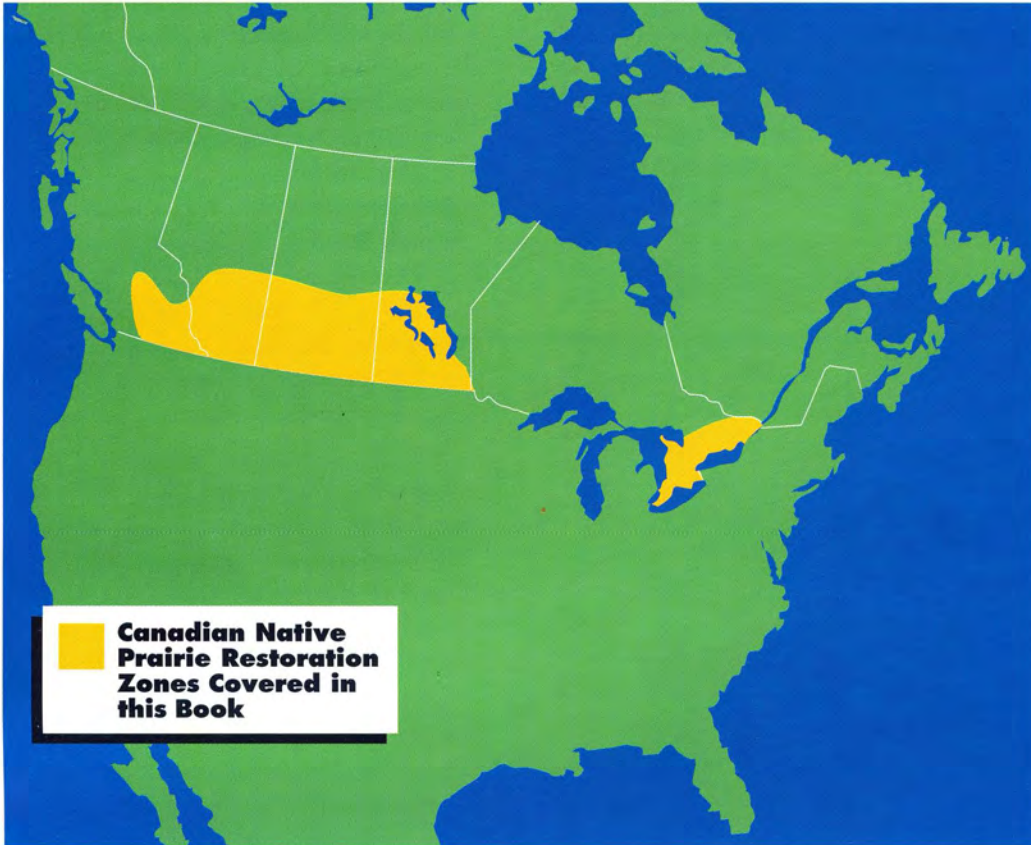 Canadian Native
Prairie Restoration
Zones Covered in
this Book